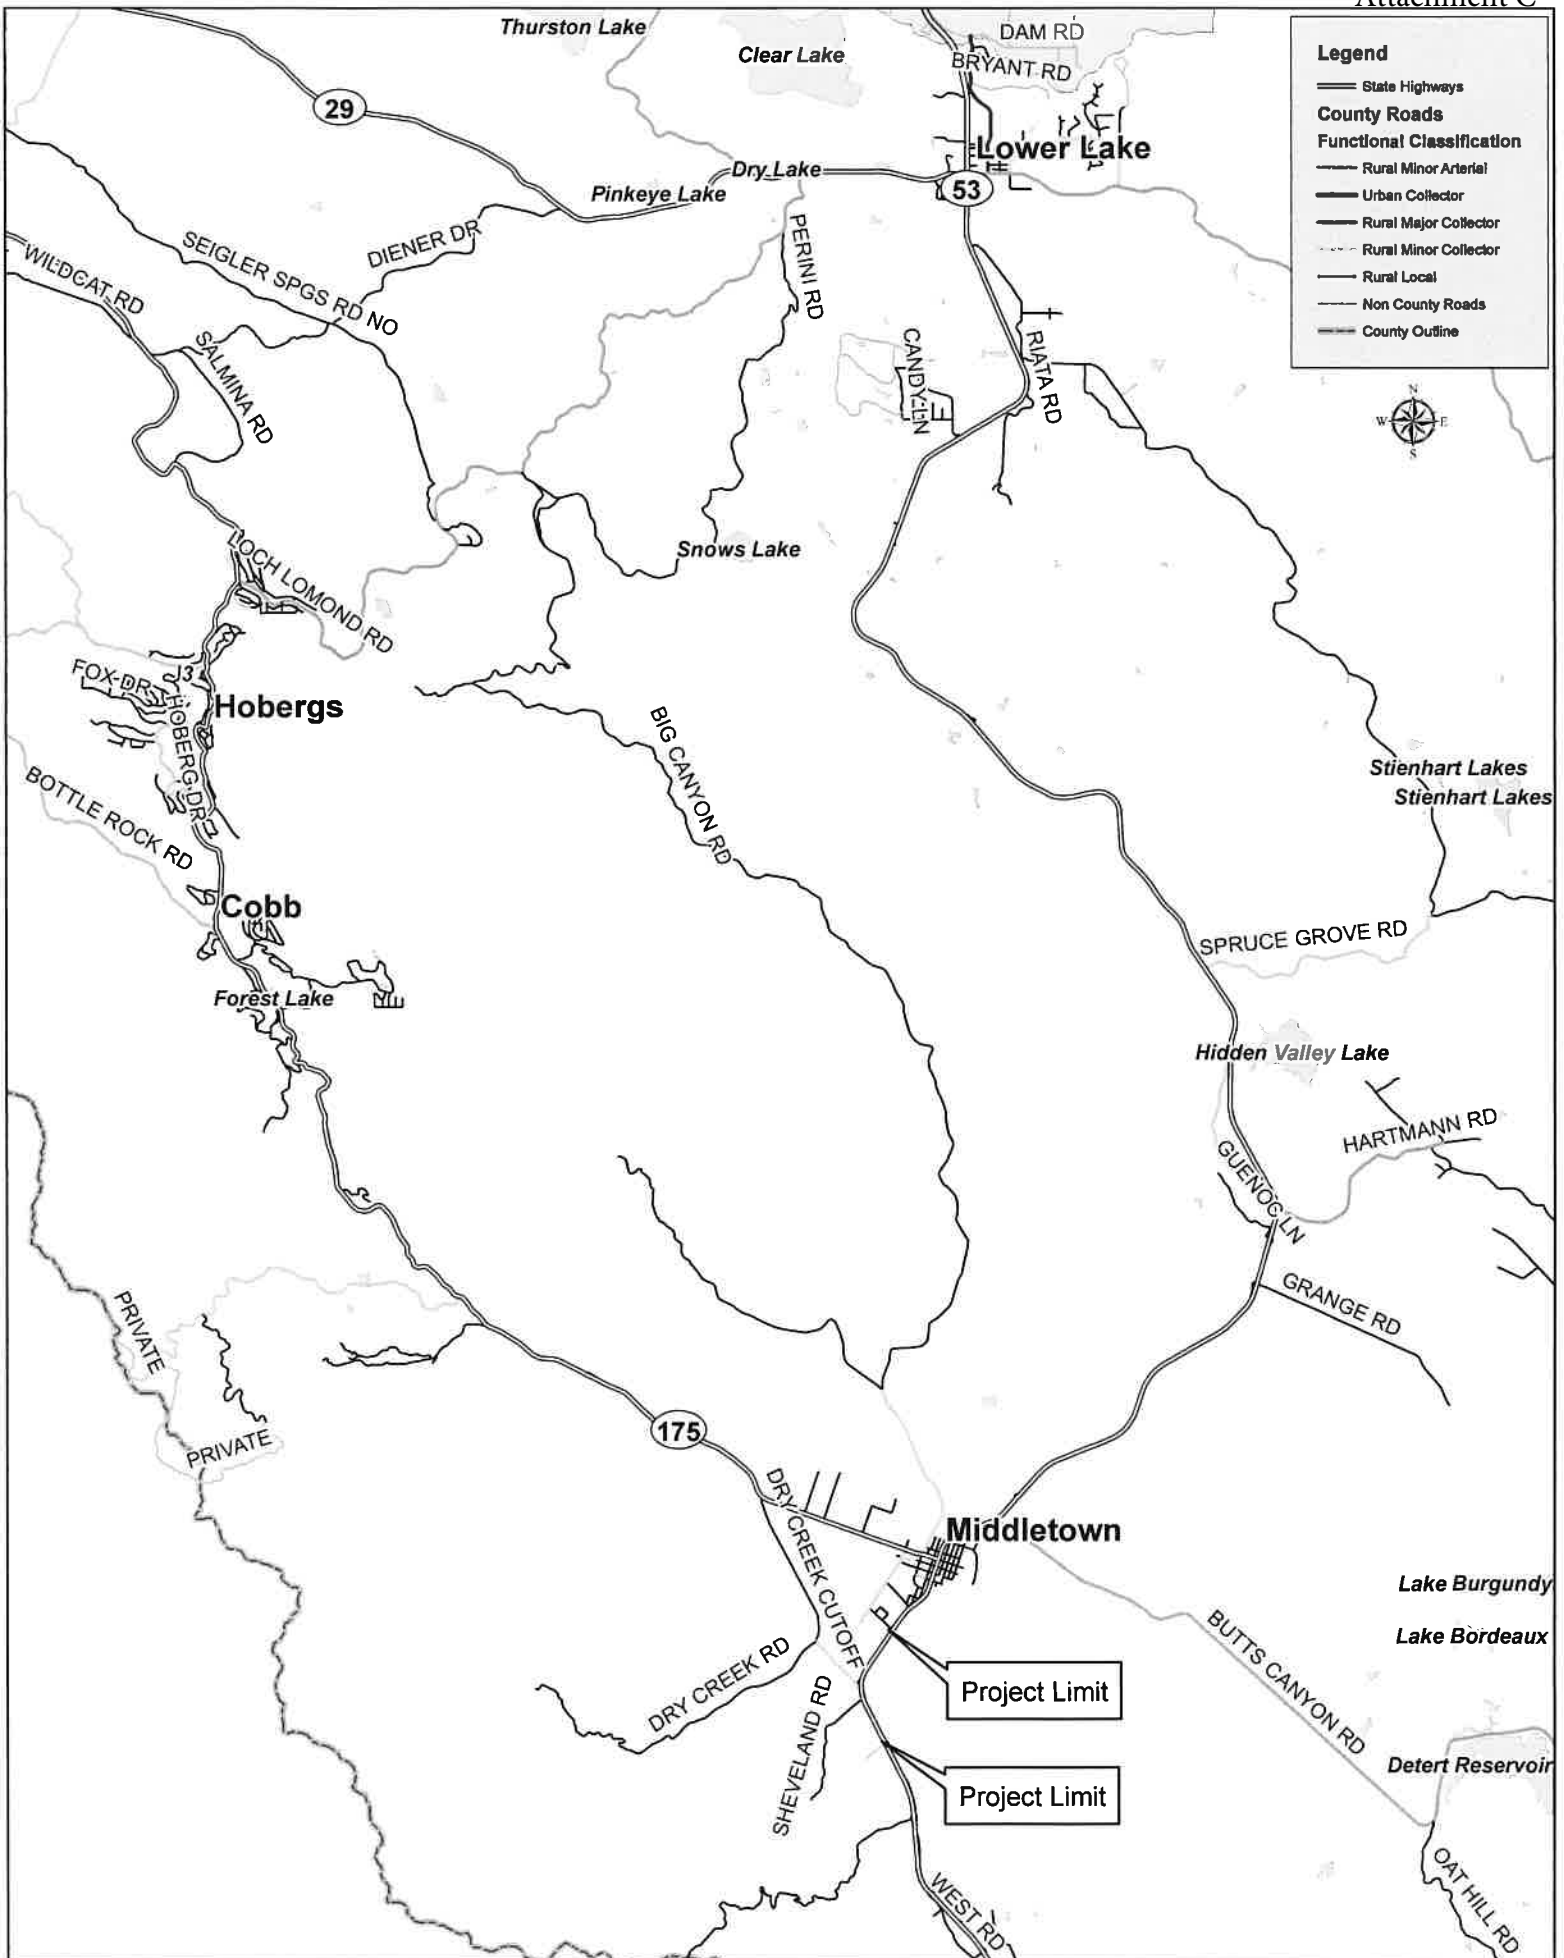 Attachment C
Thurston Lake
Clear Lake
DAM RD
BRYANT RD
Legend
State Highways
County Roads
Functional Classification
Rural Minor Arterial
Urban Collector
Rural Major Collector
Rural Minor Collector
Rural Local
Non County Roads
County Outline
29
Lower Lake
Dry Lake
Pinkeye Lake
53
PERINI RD
DIENER DR
SEIGLER SPGS RD NO
WILDCAT RD
SALMINA RD
CANDY LN
RIATA RD
N
W
E
S
Snows Lake
LOCH LOMOND RD
FOX DR
J3
Hobergs
HOBERG DR
BIG CANYON RD
BOTTLE ROCK RD
Stienhart Lakes
Stienhart Lakes
Cobb
SPRUCE GROVE RD
Forest Lake
Hidden Valley Lake
HARTMANN RD
GUENOC LN
GRANGE RD
PRIVATE
PRIVATE
175
DRY CREEK CUTOFF
Middletown
Lake Burgundy
Lake Bordeaux
BUTTS CANYON RD
DRY CREEK RD
SHEVELAND RD
Project Limit
Detert Reservoir
Project Limit
WEST RD
OAT HILL RD